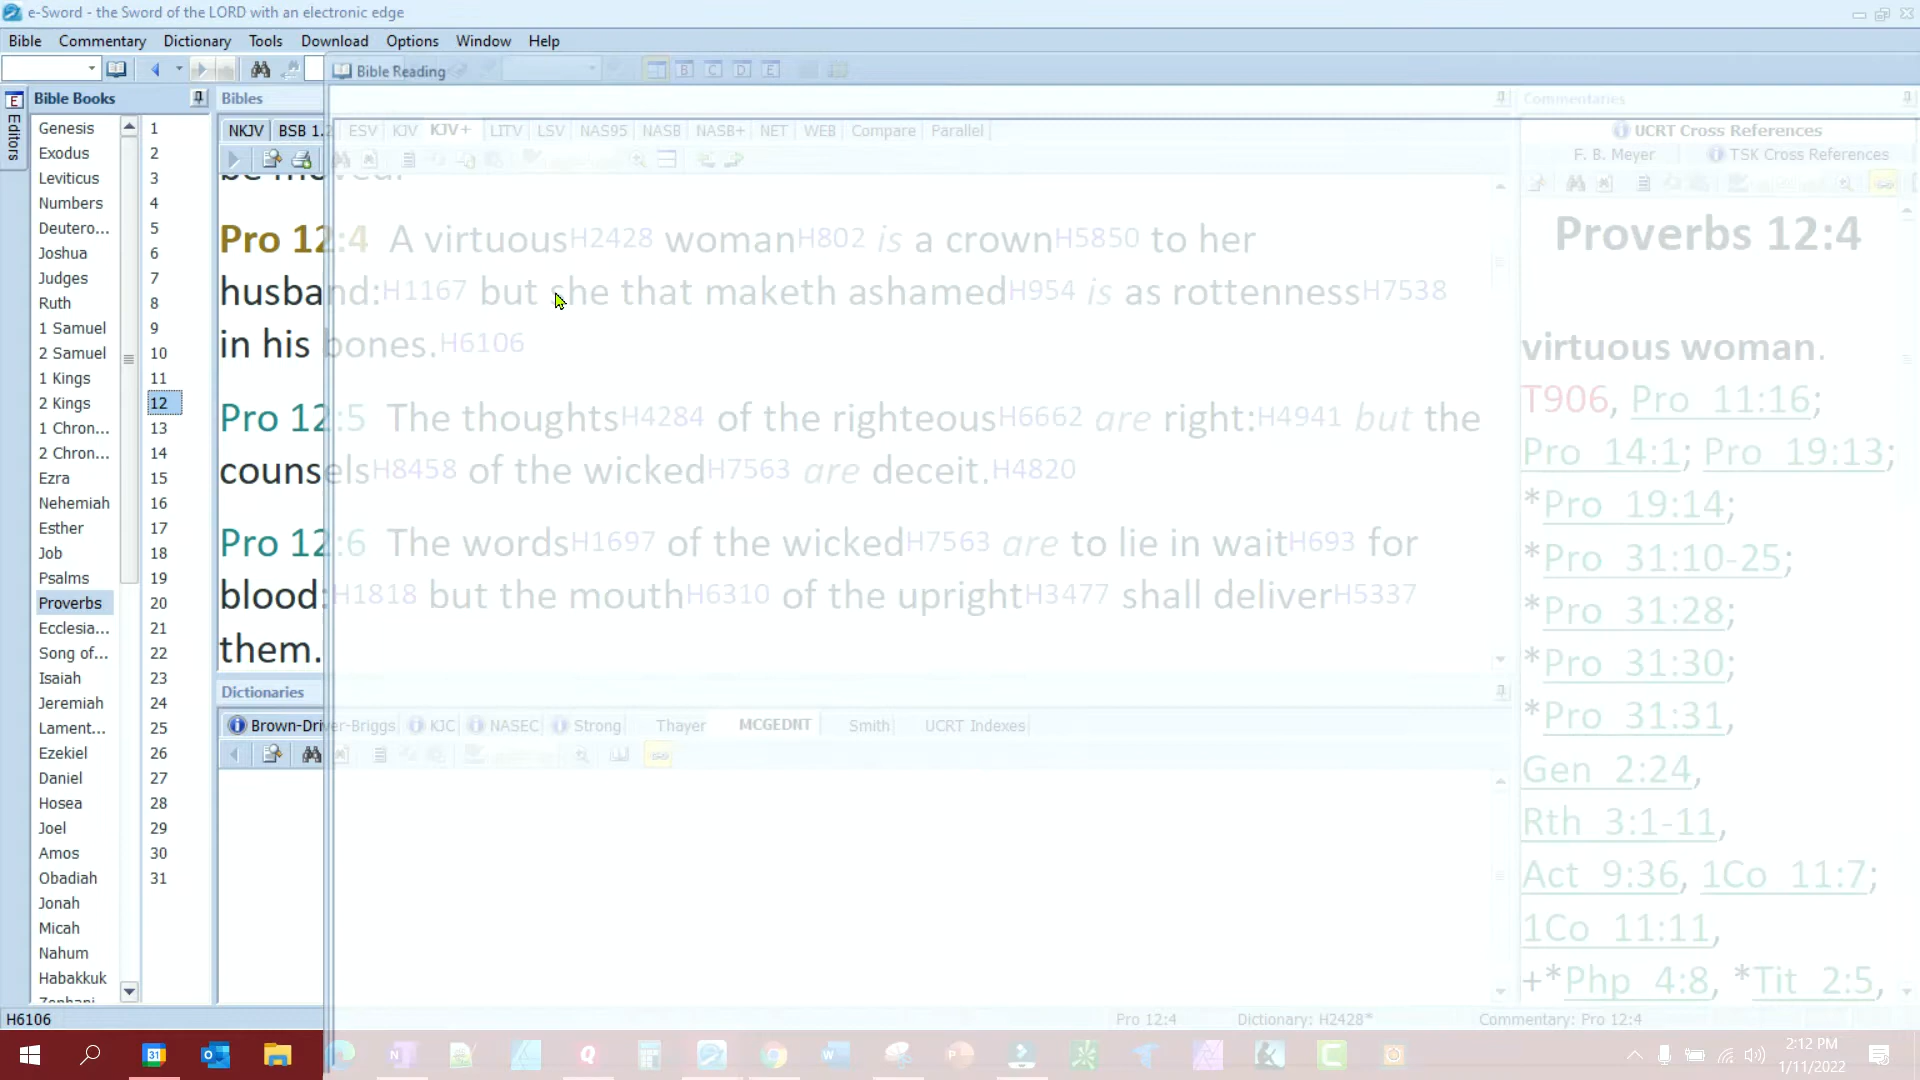 e-Sword - the Sword of the LORD with an electronic edge
Bible Commentary Dictionary Tools Download Options Window Help
Bible Reading
B C D E
E Bible Books
Editors
Genesis
Exodus
Leviticus
Numbers
Deutero...
Joshua
Judges
Ruth
1 Samuel
2 Samuel
1 Kings
2 Kings
1 Chron...
2 Chron...
Ezra
Nehemiah
Esther
Job
Psalms
Proverbs
Ecclesia...
Song of...
Isaiah
Jeremiah
Lament...
Ezekiel
Daniel
Hosea
Joel
Amos
Obadiah
Jonah
Micah
Nahum
Habakkuk
1
2
3
4
5
6
7
8
9
10
11
12
13
14
15
16
17
18
19
20
21
22
23
24
25
26
27
28
29
30
31
Bibles
NKJV BSB 1.2 ESV KJV KJV+ LITV LSV NAS95 NASB NASB+ NET WEB Compare Parallel
be moved.
Pro 12:4 A virtuousH2428 womanH802 is a crownH5850 to her
husband:H1167 but she that maketh ashamedH954 is as rottennessH7538
in his bones.H6106
Pro 12:5 The thoughtsH4284 of the righteousH6662 are right:H4941 but the
counselsH8458 of the wickedH7563 are deceit.H4820
Pro 12:6 The wordsH1697 of the wickedH7563 are to lie in waitH693 for
blood:H1818 but the mouthH6310 of the uprightH3477 shall deliverH5337
them.
Dictionaries
Brown-Driver-Briggs KJC NASEC Strong Thayer MCGEDNT Smith UCRT Indexes
Commentaries
UCRT Cross References
F. B. Meyer TSK Cross References
Proverbs 12:4
virtuous woman.
T906, Pro 11:16;
Pro 14:1; Pro 19:13;
*Pro 19:14;
*Pro 31:10-25;
*Pro 31:28;
*Pro 31:30;
*Pro 31:31,
Gen 2:24,
Rth 3:1-11,
Act 9:36, 1Co 11:7;
1Co 11:11,
+*Php 4:8, *Tit 2:5,
H6106 Pro 12:4 Dictionary: H2428* Commentary: Pro 12:4
31
2:12 PM
1/11/2022